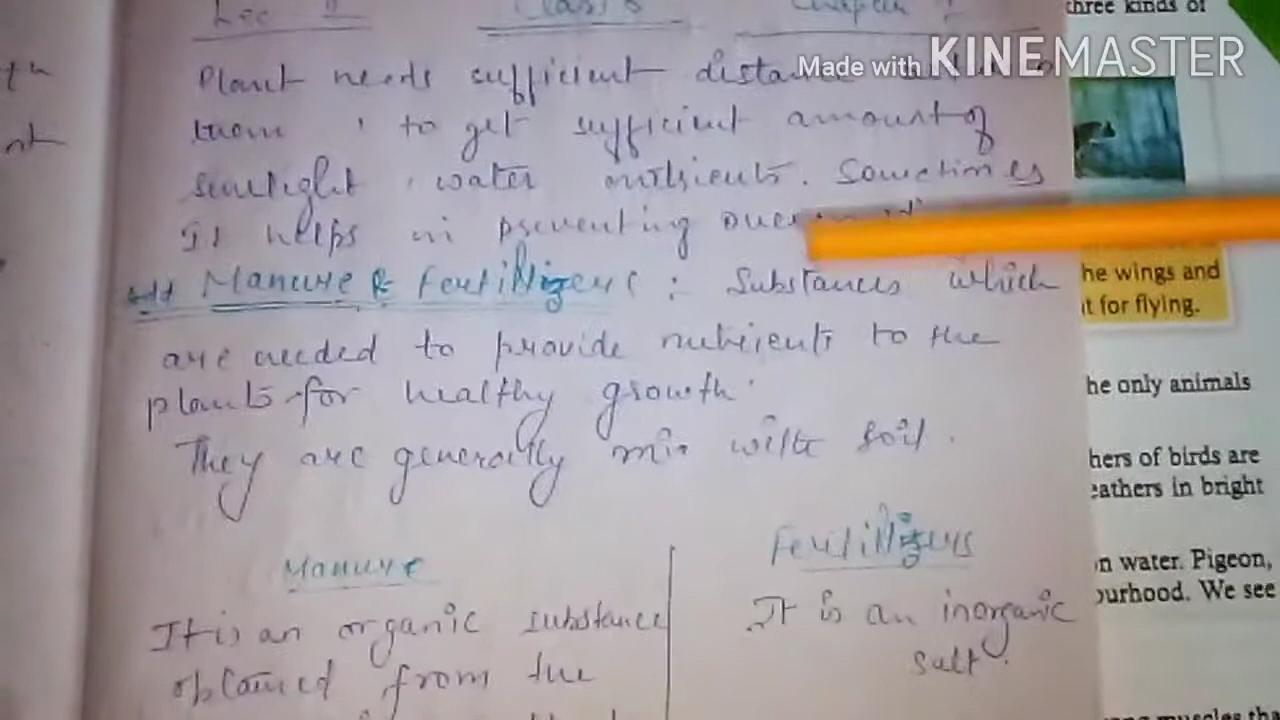 three kinds of
Made with KINEMASTER
Class 8
Plant needs sufficient
them to get sufficient amount of
sunlight, water nutrients. Sometimes
It helps in preventing
Manure & Fertilizers : Substances which
are needed to provide nutrients to the
plants for healthy growth.
They are generally mix with soil.
Manure
It is an organic substance
obtained from the
Fertilizers
It is an inorganic
salt.
he wings and
t for flying.
he only animals
hers of birds are
eathers in bright
n water. Pigeon,
ourhood. We see